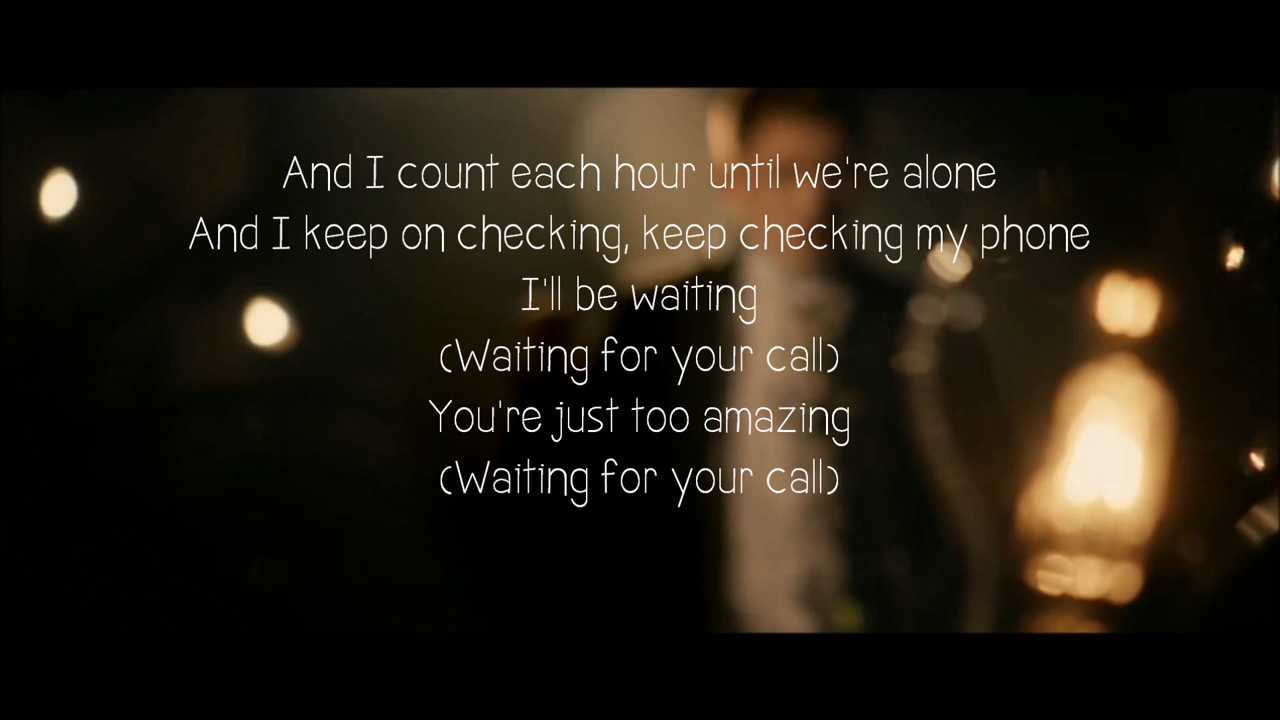 And I count each hour until we're alone
And I keep on checking, keep checking my phone
I'll be waiting
(Waiting for your call)
You're just too amazing
(Waiting for your call)